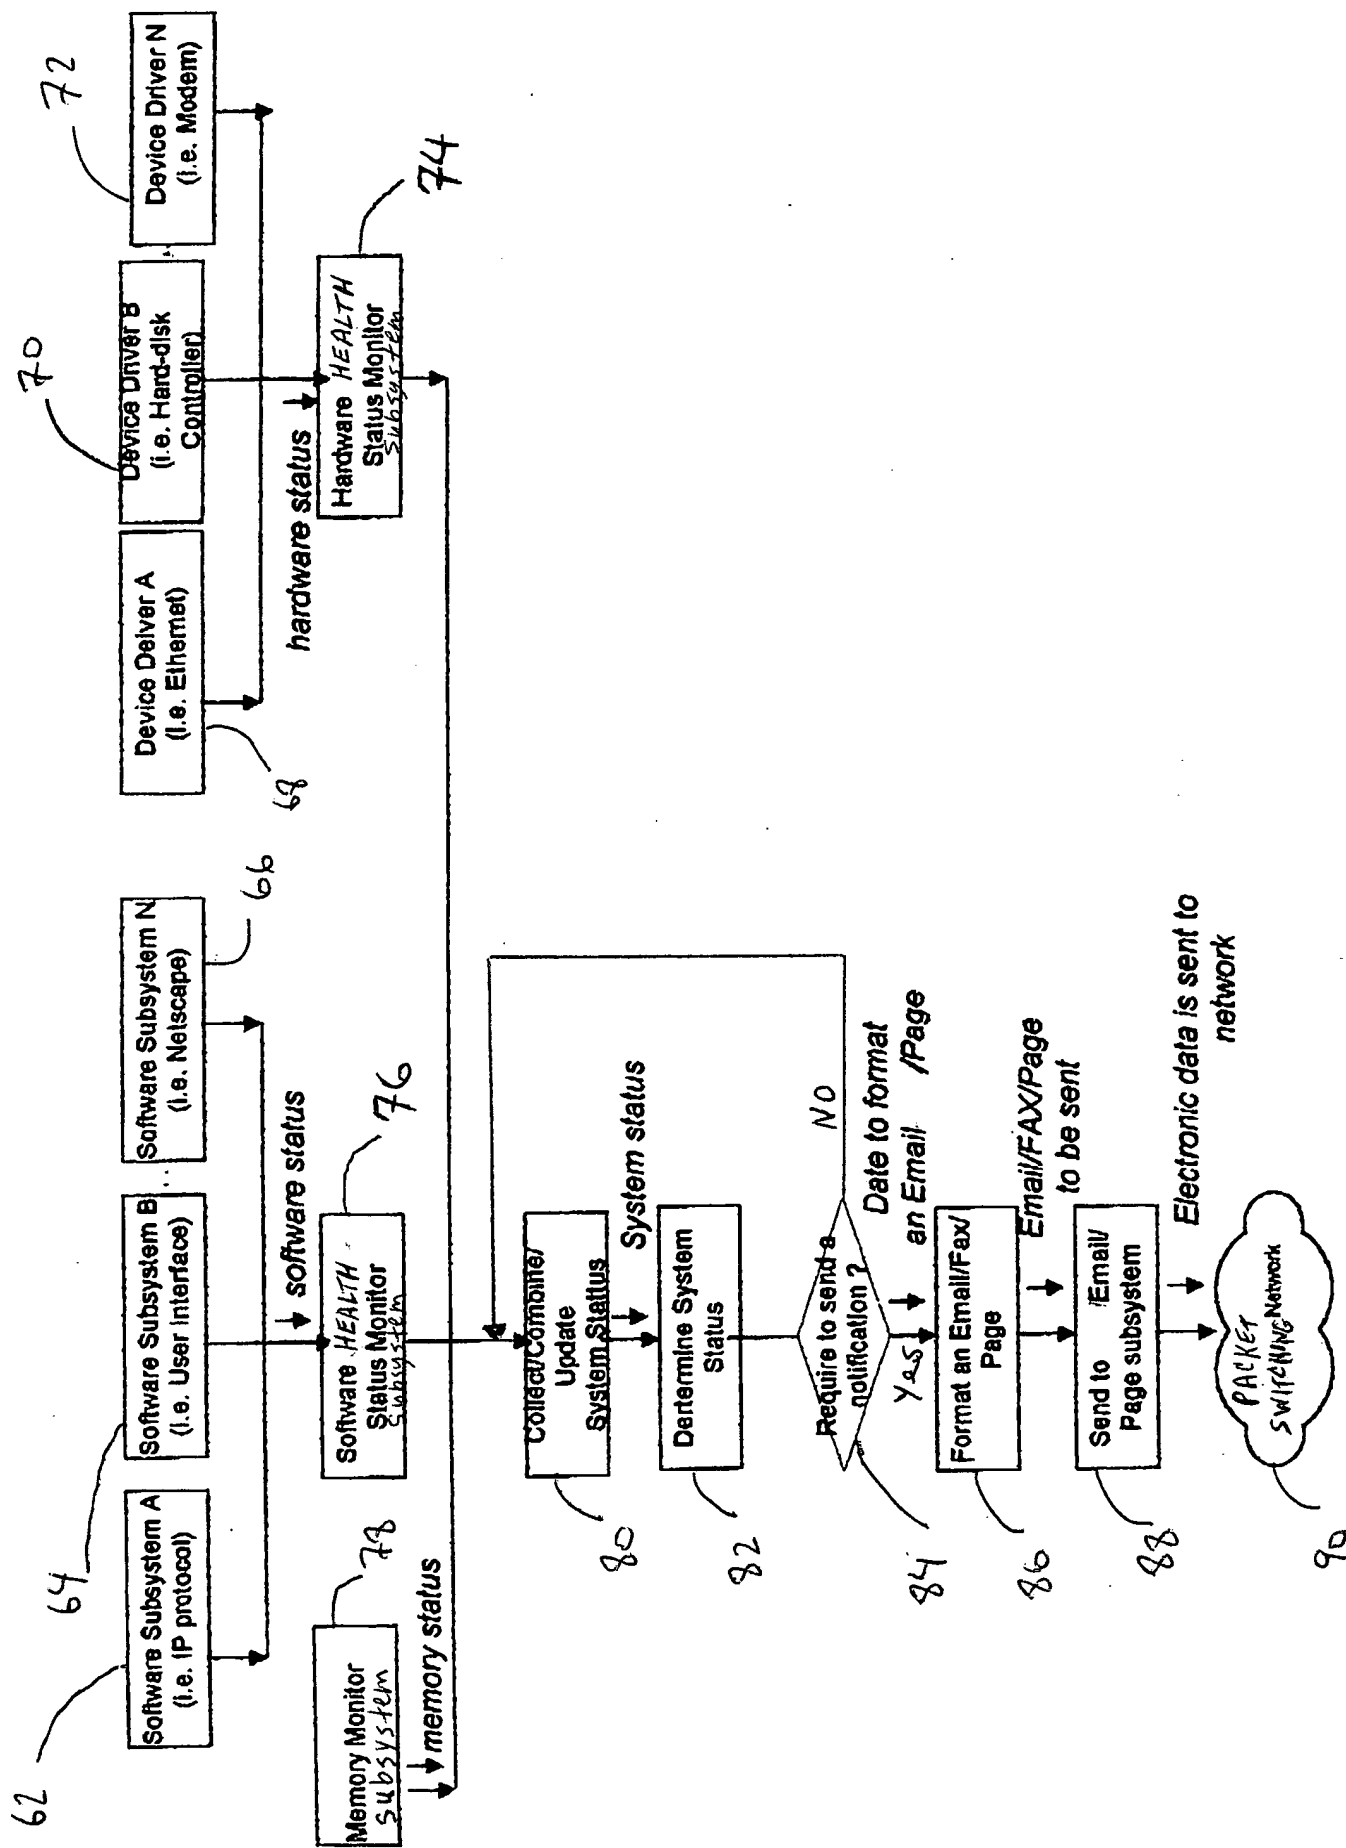 62
64
66
68
70
72
Software Subsystem A
(i.e. IP protocol)
Software Subsystem B
(i.e. User Interface)
...
Software Subsystem N
(i.e. Netscape)
Device Deiver A
(i.e. Ethernet)
Device Driver B
(i.e. Hard-disk
Controller)
...
Device Driver N
(i.e. Modem)
software status
hardware status
78
Memory Monitor
subsystem
memory status
76
Software HEALTH
Status Monitor
Subsystem
74
Hardware HEALTH
Status Monitor
Subsystem
80
Collect/Combine/
Update
System Status
System status
82
Dertermine System
Status
84
Require to send a
notification ?
NO
Yes
Date to format
an Email /Page
86
Format an Email/Fax/
Page
Email/FAX/Page
to be sent
88
Send to /Email/
Page subsystem
Electronic data is sent to
network
90
PACKET
SWITCHING Network